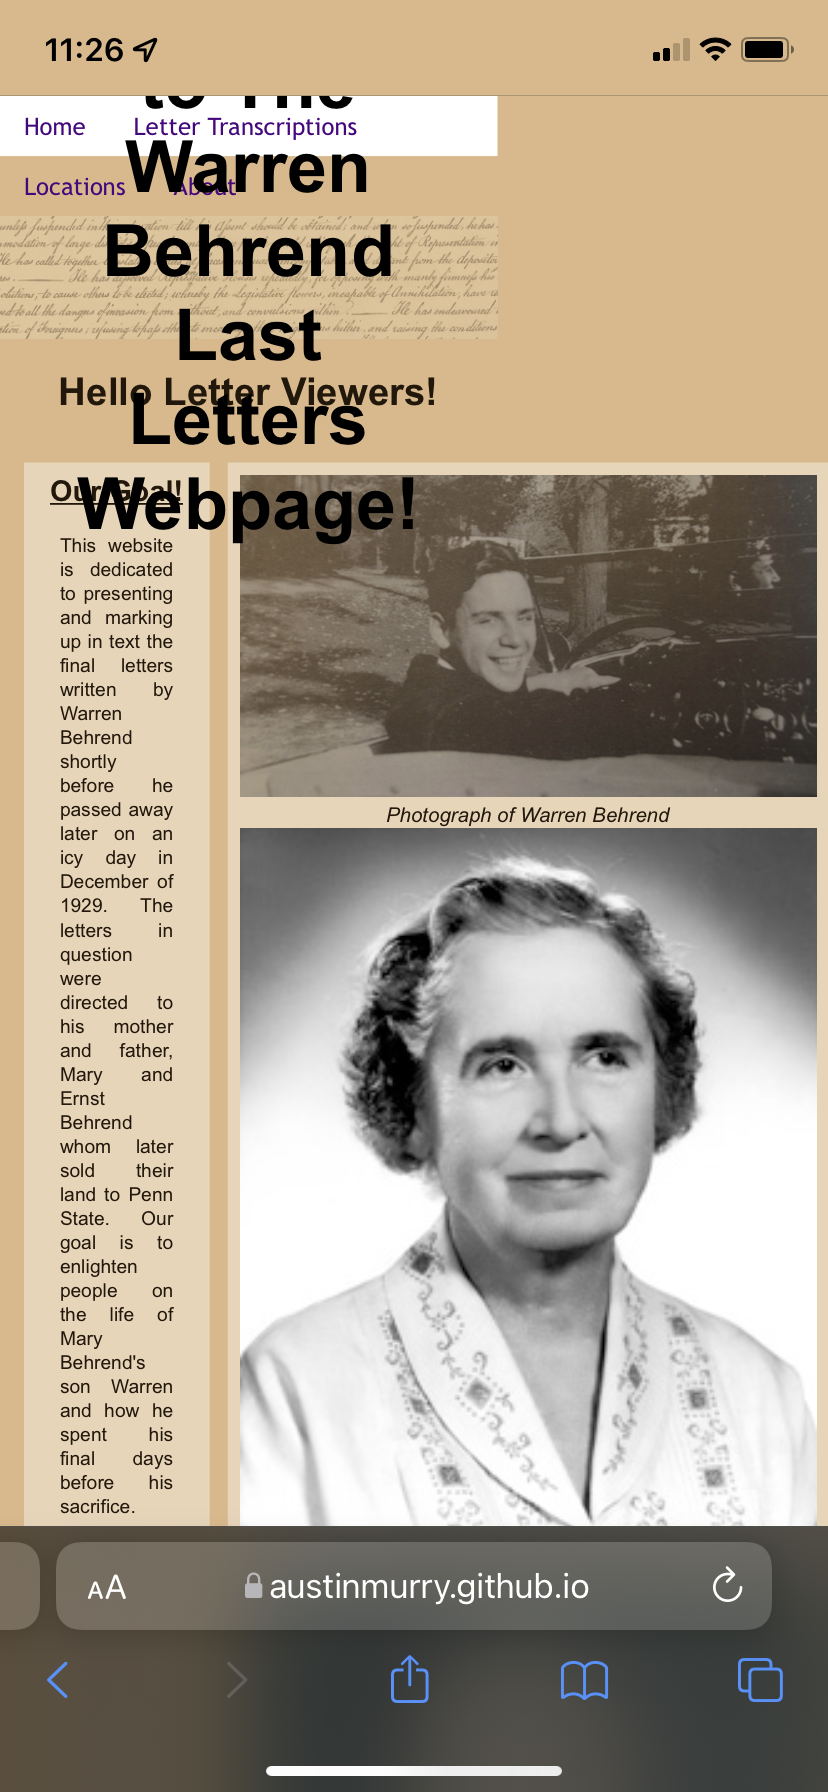 11:26
to The
Home Letter Transcriptions
Warren
Locations About
Behrend
Last
Hello Letter Viewers!
Letters
Our Goal!
Webpage!
This website
is dedicated
to presenting
and marking
up in text the
final letters
written by
Warren
Behrend
shortly
before he
passed away
later on an
icy day in
December of
1929. The
letters in
question
were
directed to
his mother
and father,
Mary and
Ernst
Behrend
whom later
sold their
land to Penn
State. Our
goal is to
enlighten
people on
the life of
Mary
Behrend's
son Warren
and how he
spent his
final days
before his
sacrifice.
Photograph of Warren Behrend
AA austinmurry.github.io